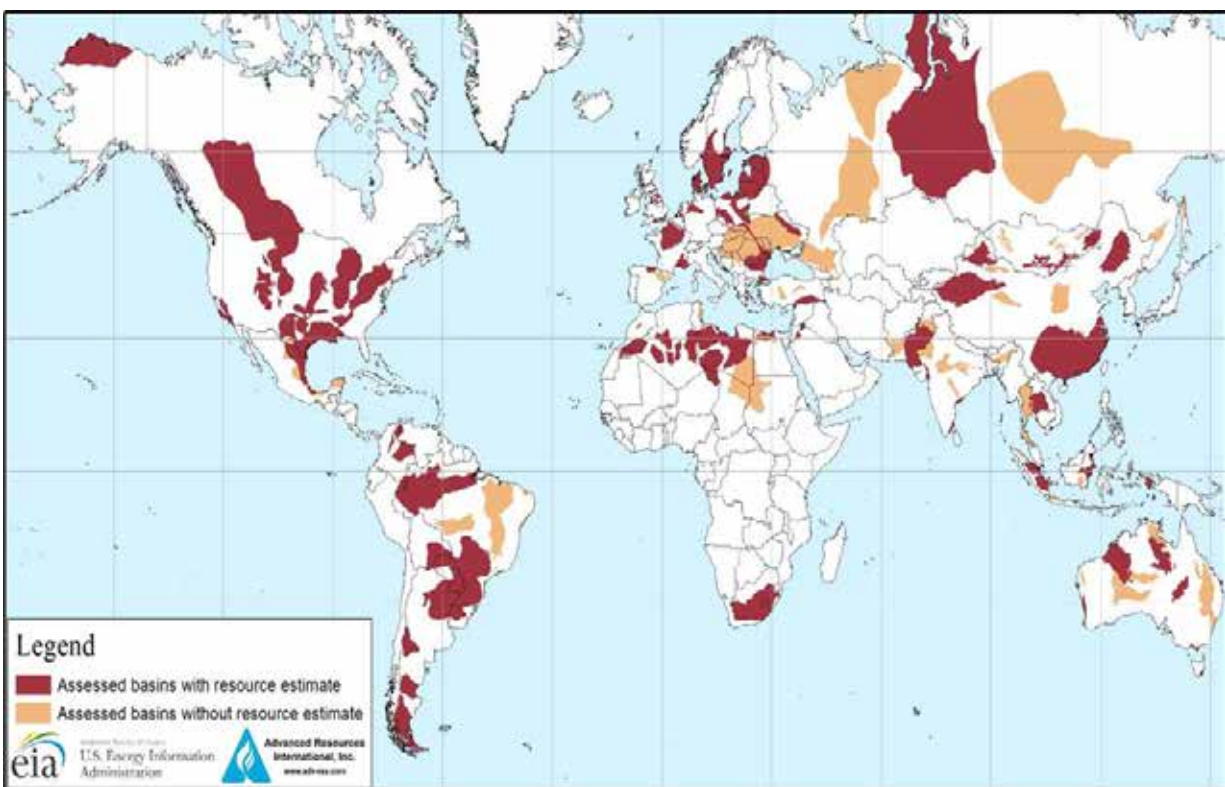 Legend
Assessed basins with resource estimate
Assessed basins without resource estimate
eia
U.S. Energy Information
Administration
Advanced Resources
International, Inc.
www.adv-res.com